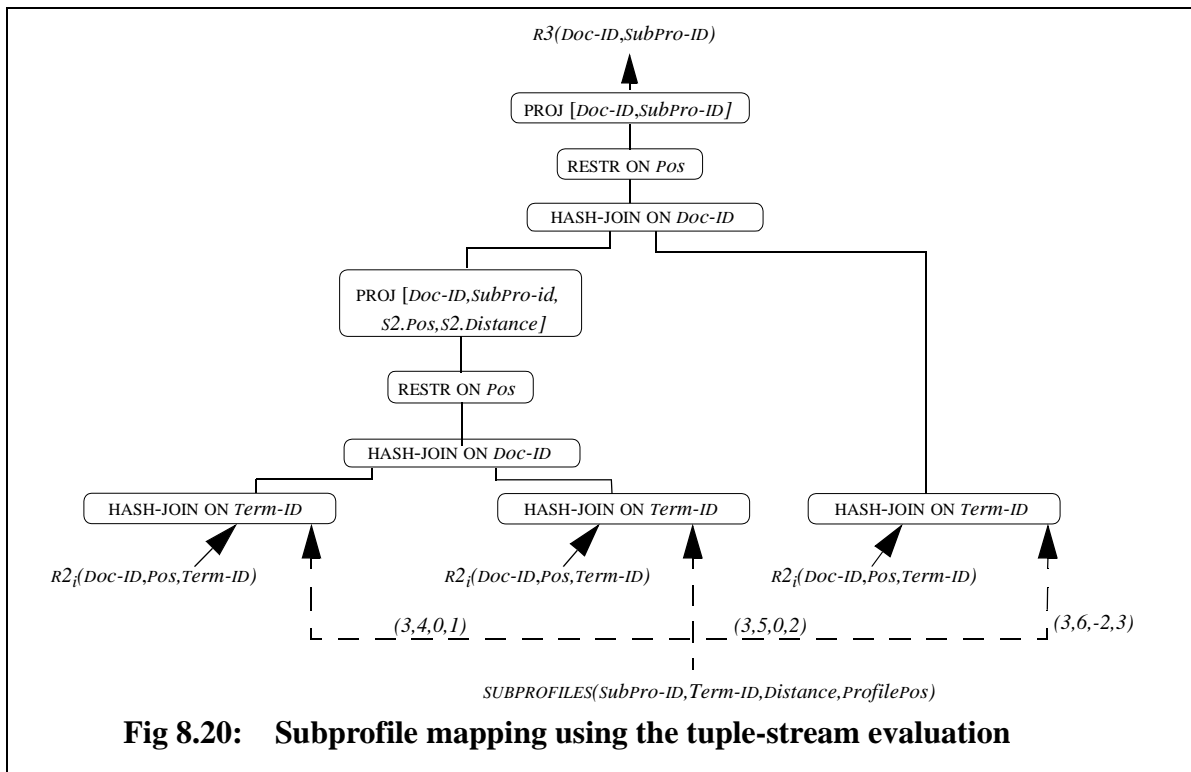 R3(Doc-ID,SubPro-ID)
PROJ [Doc-ID,SubPro-ID]
RESTR ON Pos
HASH-JOIN ON Doc-ID
PROJ [Doc-ID,SubPro-id,
S2.Pos,S2.Distance]
RESTR ON Pos
HASH-JOIN ON Doc-ID
HASH-JOIN ON Term-ID
HASH-JOIN ON Term-ID
HASH-JOIN ON Term-ID
R2i(Doc-ID,Pos,Term-ID)
R2i(Doc-ID,Pos,Term-ID)
R2i(Doc-ID,Pos,Term-ID)
(3,4,0,1)
(3,5,0,2)
(3,6,-2,3)
SUBPROFILES(SubPro-ID,Term-ID,Distance,ProfilePos)
Fig 8.20: Subprofile mapping using the tuple-stream evaluation